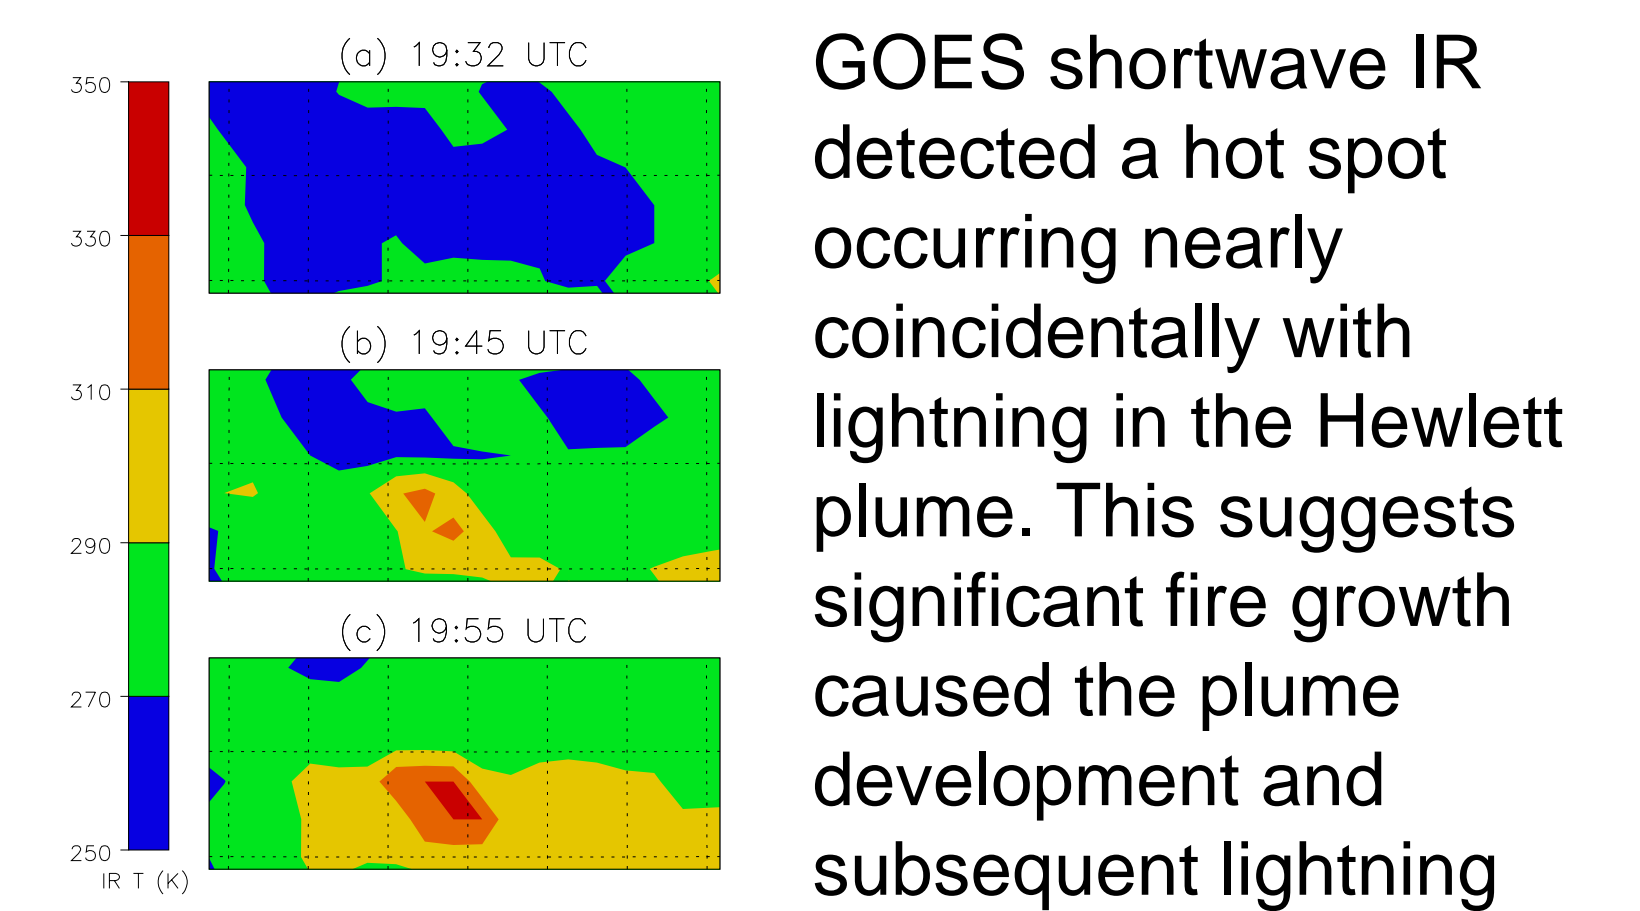 (a) 19:32 UTC
350
330
310
290
270
250
IR T (K)
(b) 19:45 UTC
(c) 19:55 UTC
GOES shortwave IR
detected a hot spot
occurring nearly
coincidentally with
lightning in the Hewlett
plume. This suggests
significant fire growth
caused the plume
development and
subsequent lightning